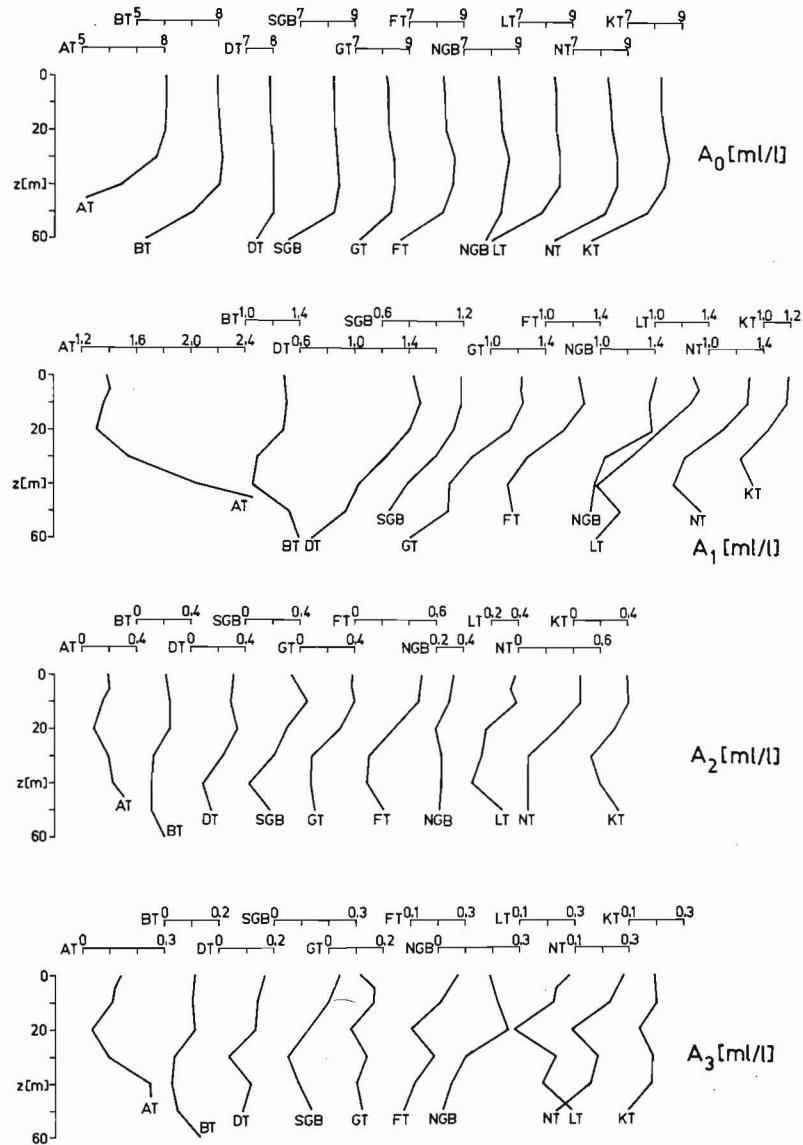 BT 5 8 SGB 7 9 FT 7 9 LT 7 9 KT 7 9
AT 5 8 DT 7 8 GT 7 9 NGB 7 9 NT 7 9
0
20
z[m]
60
A0 [ml/l]
AT
BT DT SGB GT FT NGB LT NT KT
BT 1,0 1,4 SGB 0,6 1,2 FT 1,0 1,4 LT 1,0 1,4 KT 1,0 1,2
AT 1,2 1,6 2,0 2,4 DT 0,6 1,0 1,4 GT 1,0 1,4 NGB 1,0 1,4 NT 1,0 1,4
0
20
z[m]
60
KT
AT SGB FT NGB NT
BT DT GT LT
A1 [ml/l]
BT 0 0,4 SGB 0 0,4 FT 0 0,6 LT 0,2 0,4 KT 0 0,4
AT 0 0,4 DT 0 0,4 GT 0 0,4 NGB 0,2 0,4 NT 0 0,6
0
20
z[m]
60
A2 [ml/l]
AT DT SGB GT FT NGB LT NT KT
BT
BT 0 0,2 SGB 0 0,3 FT 0,1 0,3 LT 0,1 0,3 KT 0,1 0,3
AT 0 0,3 DT 0 0,2 GT 0 0,2 NGB 0 0,3 NT 0,1 0,3
0
20
z[m]
60
A3 [ml/l]
AT DT SGB GT FT NGB NT LT KT
BT